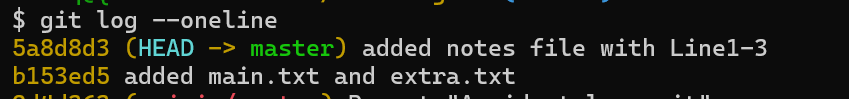 $ git log --oneline
5a8d8d3 (HEAD -> master) added notes file with Line1-3
b153ed5 added main.txt and extra.txt